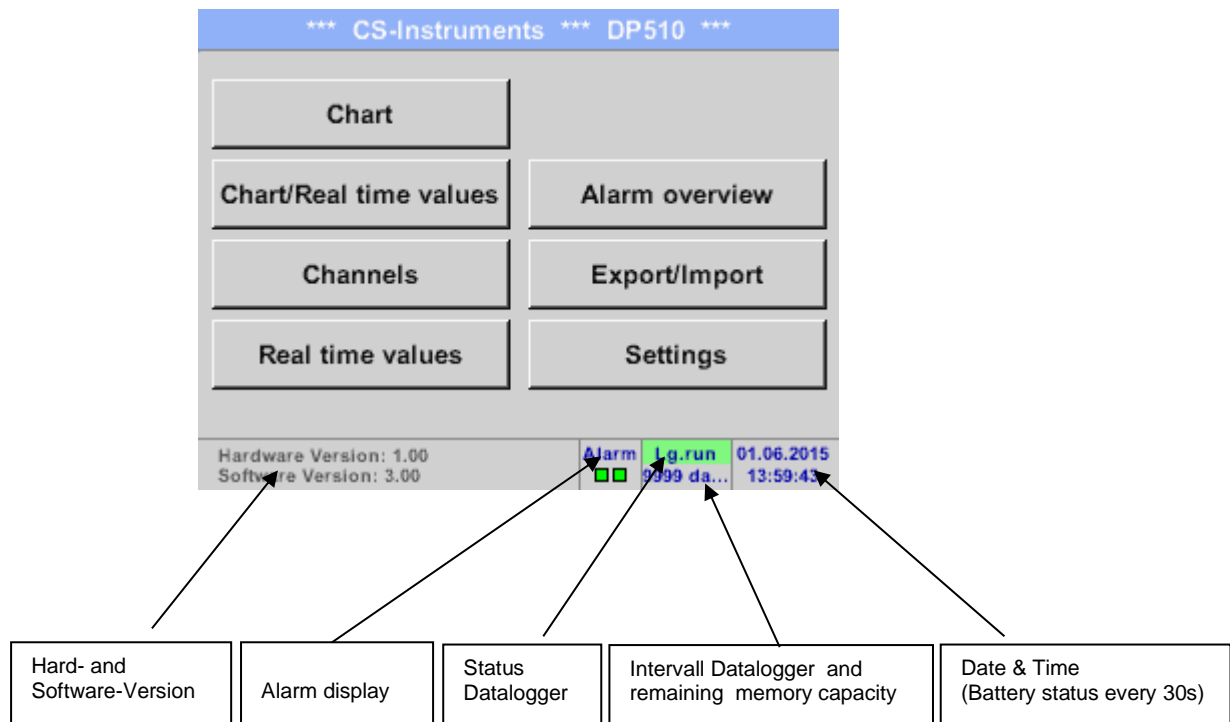 *** CS-Instruments *** DP510 ***
Chart
Chart/Real time values
Alarm overview
Channels
Export/Import
Real time values
Settings
Hardware Version: 1.00
Software Version: 3.00
Alarm
Lg.run
9999 da...
01.06.2015
13:59:43
Hard- and
Software-Version
Alarm display
Status
Datalogger
Intervall Datalogger and
remaining memory capacity
Date & Time
(Battery status every 30s)